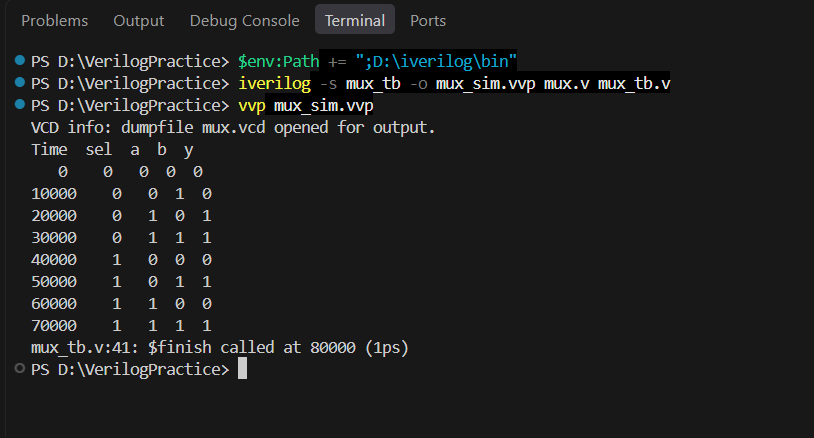 Problems Output Debug Console Terminal Ports
PS D:\VerilogPractice> $env:Path += ";D:\iverilog\bin"
PS D:\VerilogPractice> iverilog -s mux_tb -o mux_sim.vvp mux.v mux_tb.v
PS D:\VerilogPractice> vvp mux_sim.vvp
VCD info: dumpfile mux.vcd opened for output.
Time  sel  a  b  y
   0    0   0  0  0
10000    0   0  1  0
20000    0   1  0  1
30000    0   1  1  1
40000    1   0  0  0
50000    1   0  1  1
60000    1   1  0  0
70000    1   1  1  1
mux_tb.v:41: $finish called at 80000 (1ps)
PS D:\VerilogPractice>